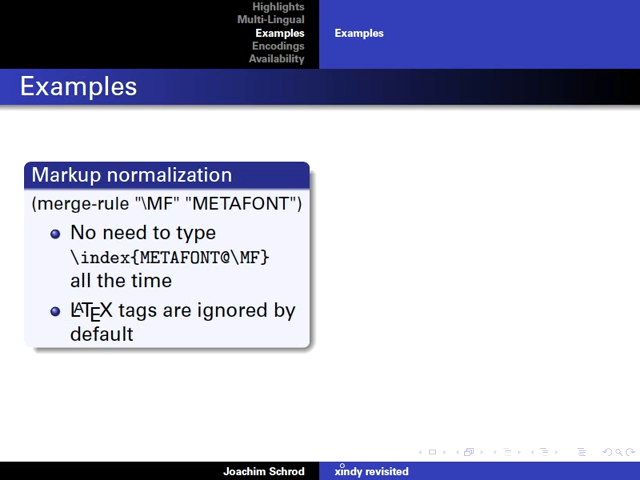 Highlights
Multi-Lingual
Examples
Encodings
Availability
Examples
Examples
Markup normalization
(merge-rule "\MF" "METAFONT")
No need to type
\index{METAFONT@\MF}
all the time
LATEX tags are ignored by
default
Joachim Schrod
xindy revisited